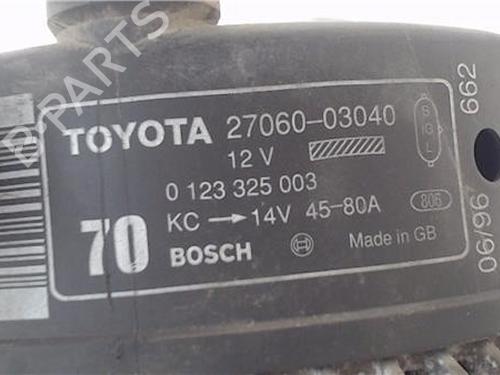 B-PARTS
TOYOTA 27060-03040
12 V
0 123 325 003
KC → 14V 45-80A
70
BOSCH
Made in GB
S
IG
L
806
662
06/96